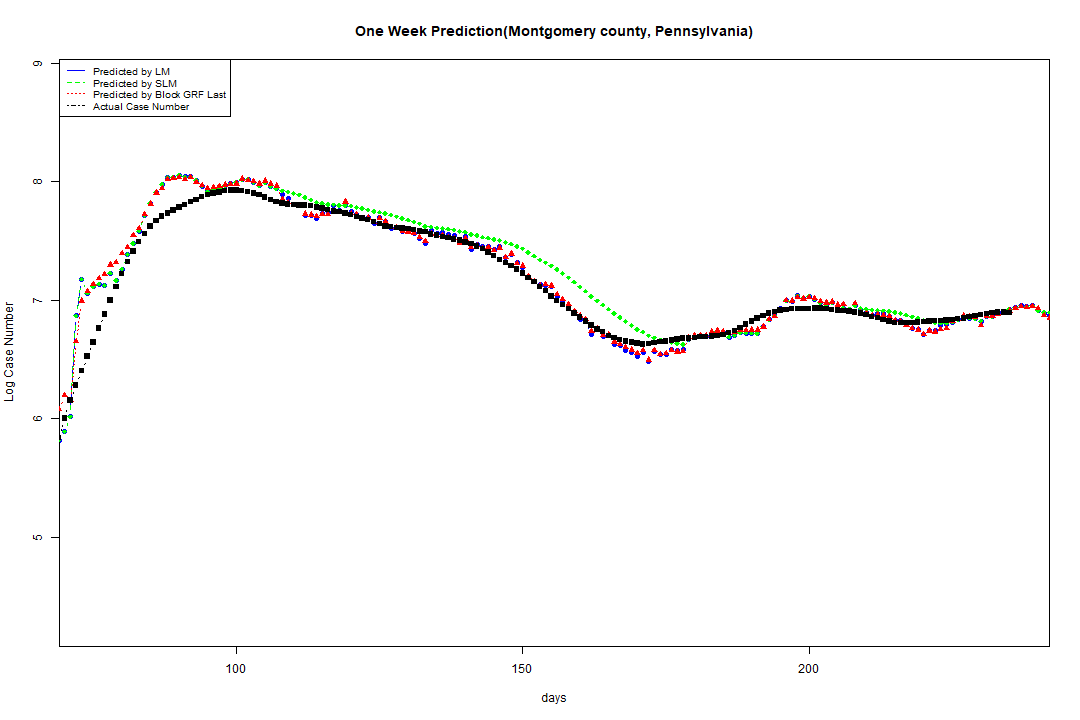 One Week Prediction(Montgomery county, Pennsylvania)
Predicted by LM
Predicted by SLM
Predicted by Block GRF Last
Actual Case Number
9
8
7
6
5
Log Case Number
100
150
200
days